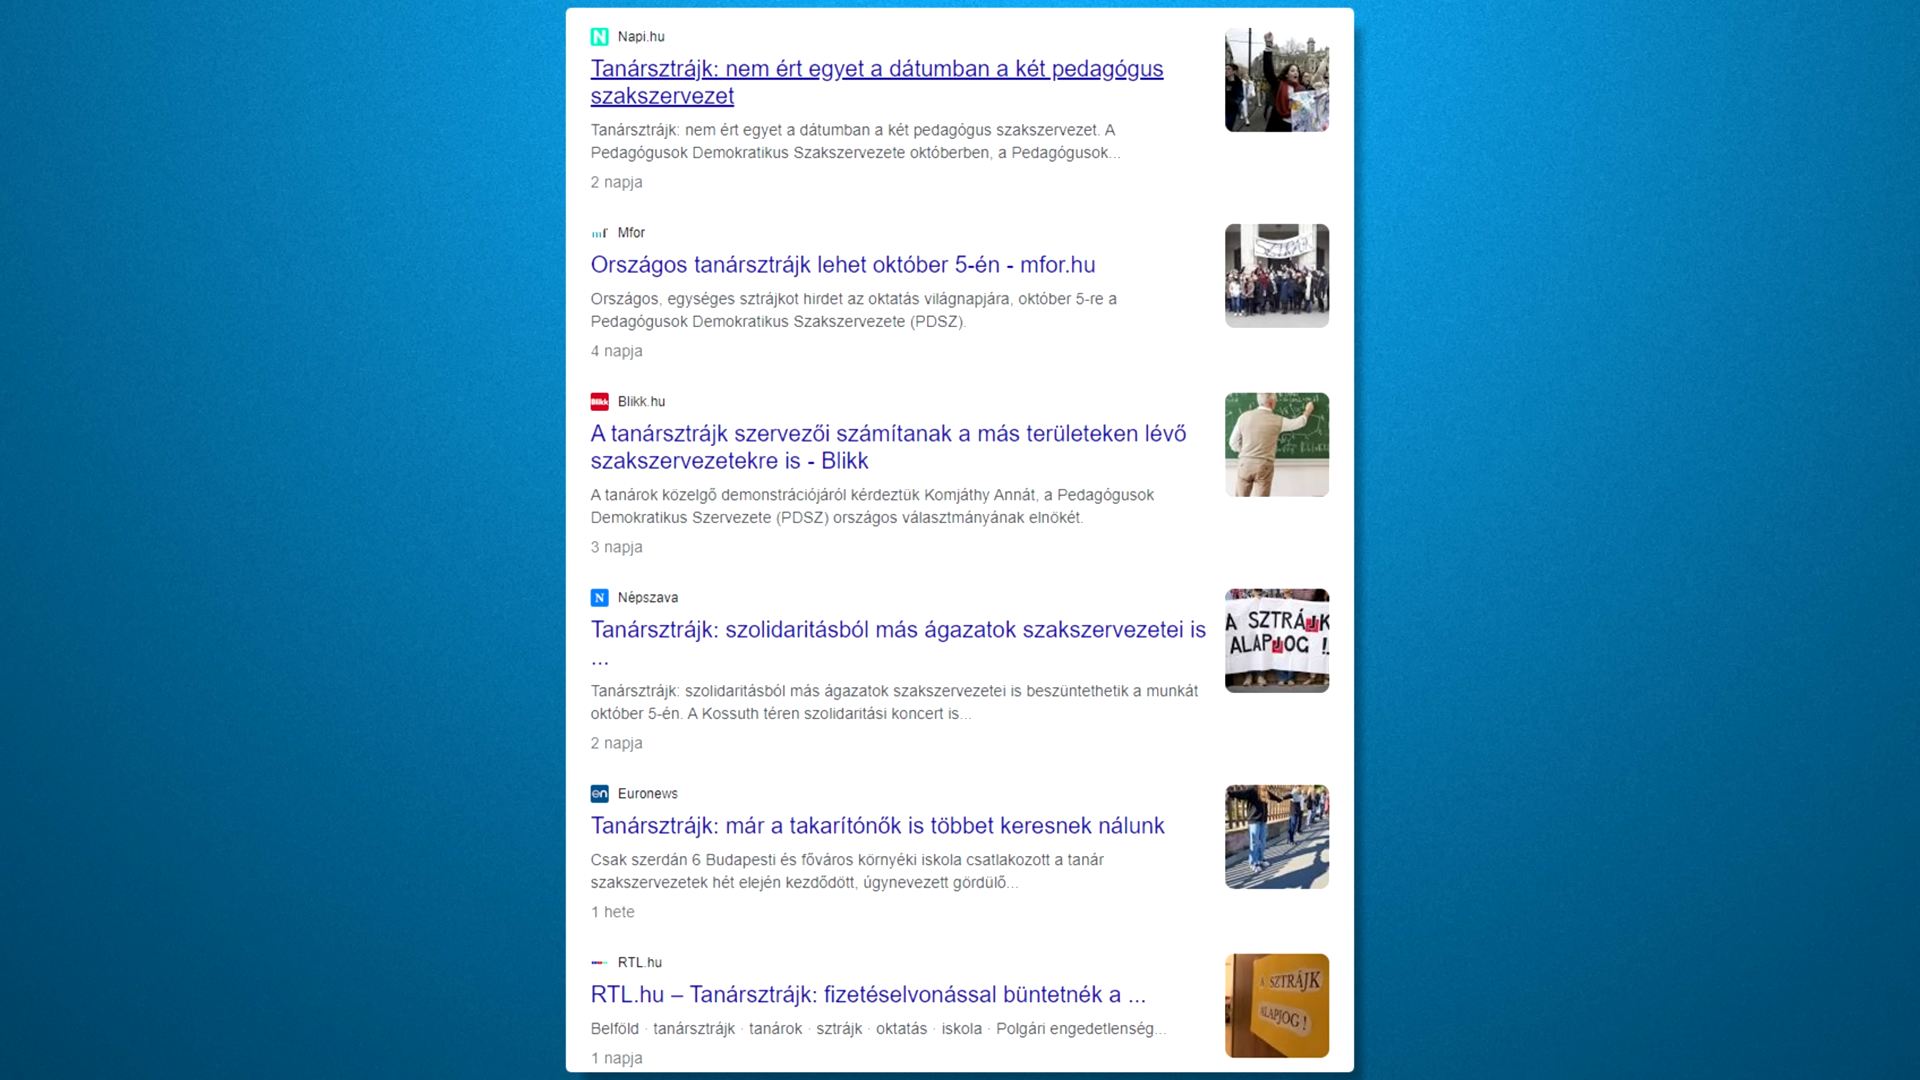 Napi.hu
Tanársztrájk: nem ért egyet a dátumban a két pedagógus
szakszervezet
Tanársztrájk: nem ért egyet a dátumban a két pedagógus szakszervezet. A
Pedagógusok Demokratikus Szakszervezete októberben, a Pedagógusok...
2 napja
mf Mfor
Országos tanársztrájk lehet október 5-én - mfor.hu
Országos, egységes sztrájkot hirdet az oktatás világnapjára, október 5-re a
Pedagógusok Demokratikus Szakszervezete (PDSZ).
4 napja
Blikk Blikk.hu
A tanársztrájk szervezői számítanak a más területeken lévő
szakszervezetekre is - Blikk
A tanárok közelgő demonstrációjáról kérdeztük Komjáthy Annát, a Pedagógusok
Demokratikus Szervezete (PDSZ) országos választmányának elnökét.
3 napja
N Népszava
Tanársztrájk: szolidaritásból más ágazatok szakszervezetei is
...
Tanársztrájk: szolidaritásból más ágazatok szakszervezetei is beszüntethetik a munkát
október 5-én. A Kossuth téren szolidaritási koncert is...
2 napja
A SZTRÁJK
ALAPJOG !
en Euronews
Tanársztrájk: már a takarítónők is többet keresnek nálunk
Csak szerdán 6 Budapesti és főváros környéki iskola csatlakozott a tanár
szakszervezetek hét elején kezdődött, úgynevezett gördülő...
1 hete
RTL.hu
RTL.hu – Tanársztrájk: fizetéselvonással büntetnék a ...
Belföld · tanársztrájk · tanárok · sztrájk · oktatás · iskola · Polgári engedetlenség...
1 napja
A SZTRÁJK
ALAPJOG !